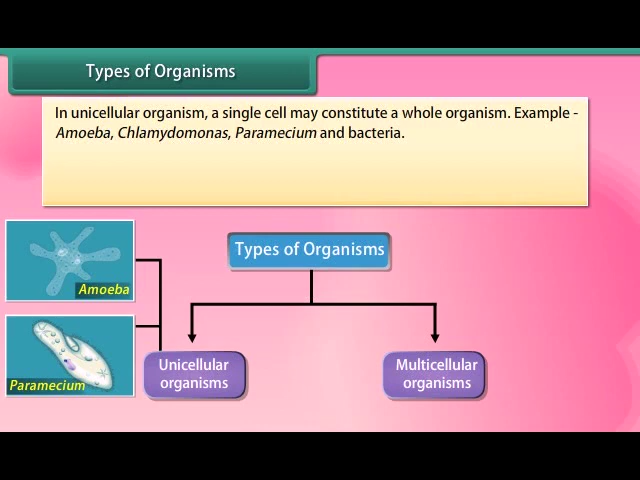 Types of Organisms
In unicellular organism, a single cell may constitute a whole organism. Example -
Amoeba, Chlamydomonas, Paramecium and bacteria.
Types of Organisms
Amoeba
Paramecium
Unicellular
organisms
Multicellular
organisms